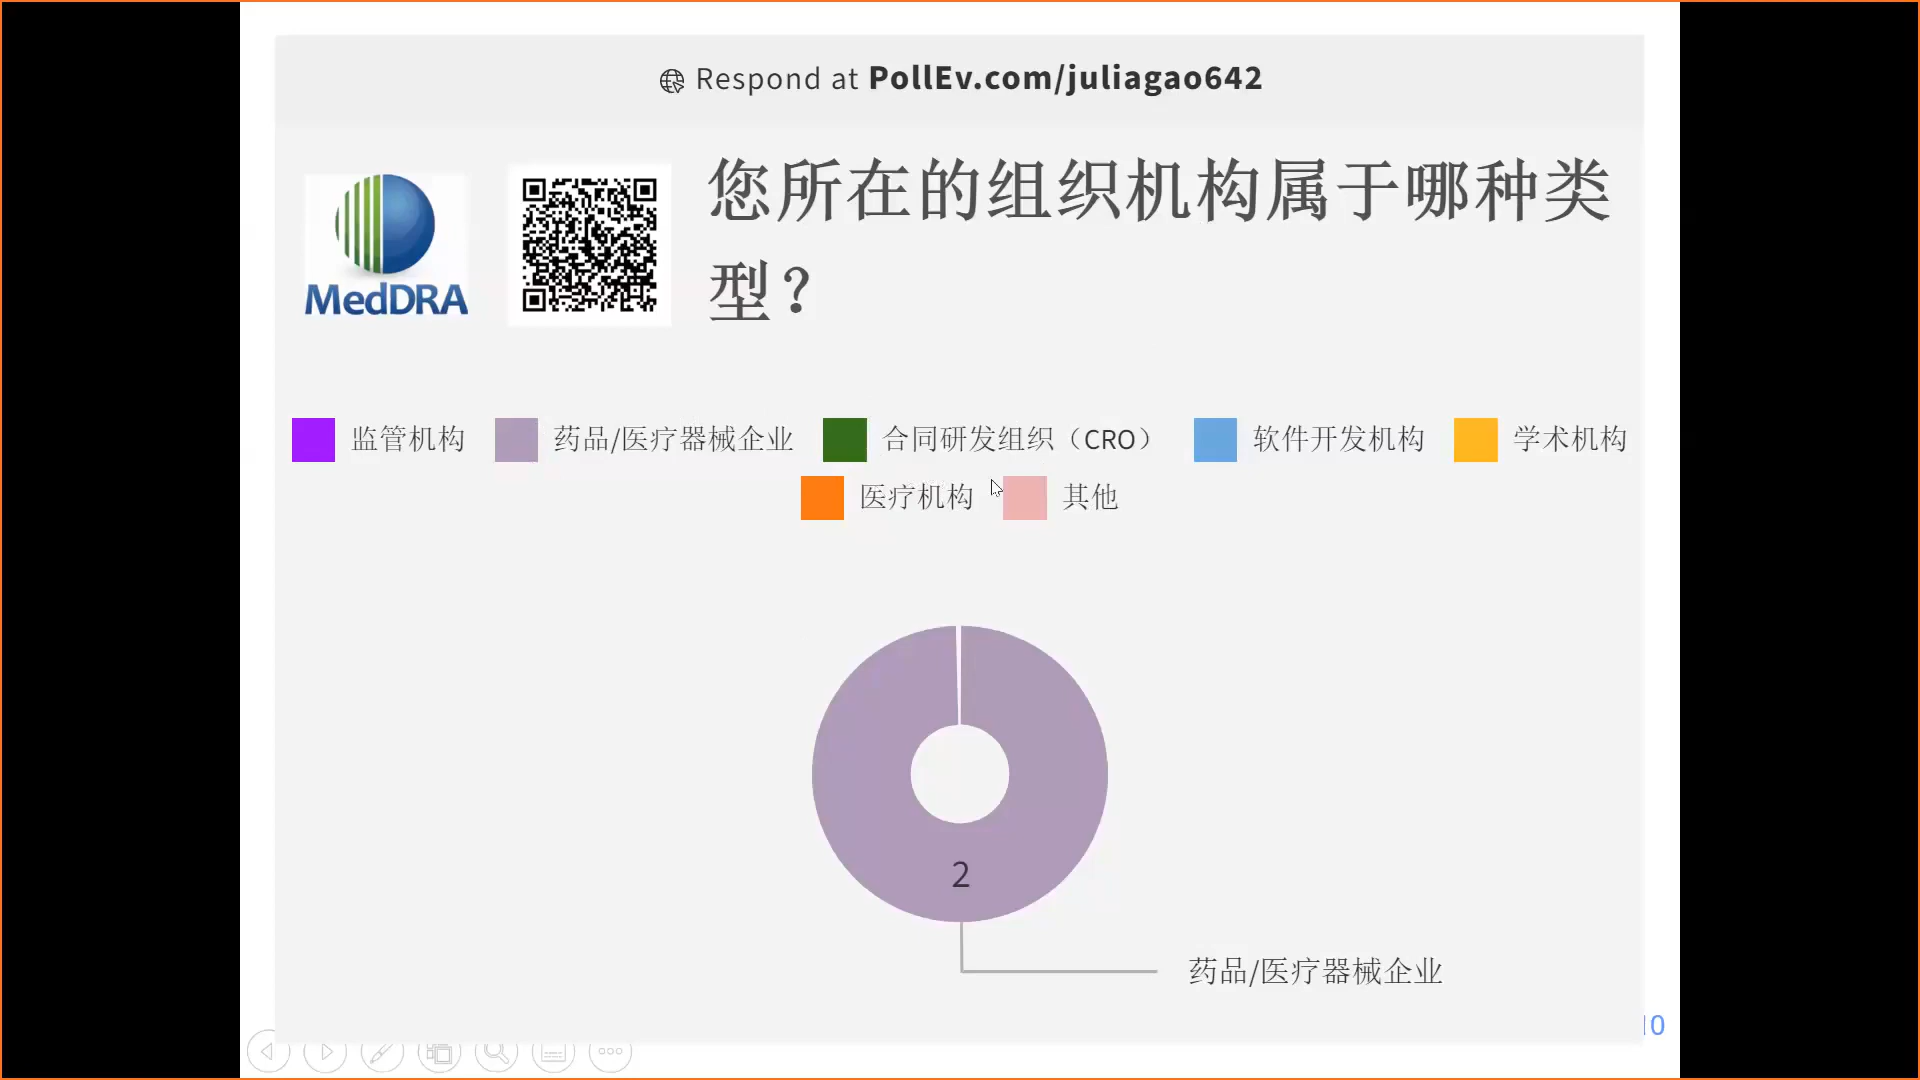 Respond at PollEv.com/juliagao642
MedDRA
您所在的组织机构属于哪种类
型？
监管机构 药品/医疗器械企业 合同研发组织（CRO） 软件开发机构 学术机构
医疗机构 其他
2
药品/医疗器械企业
10